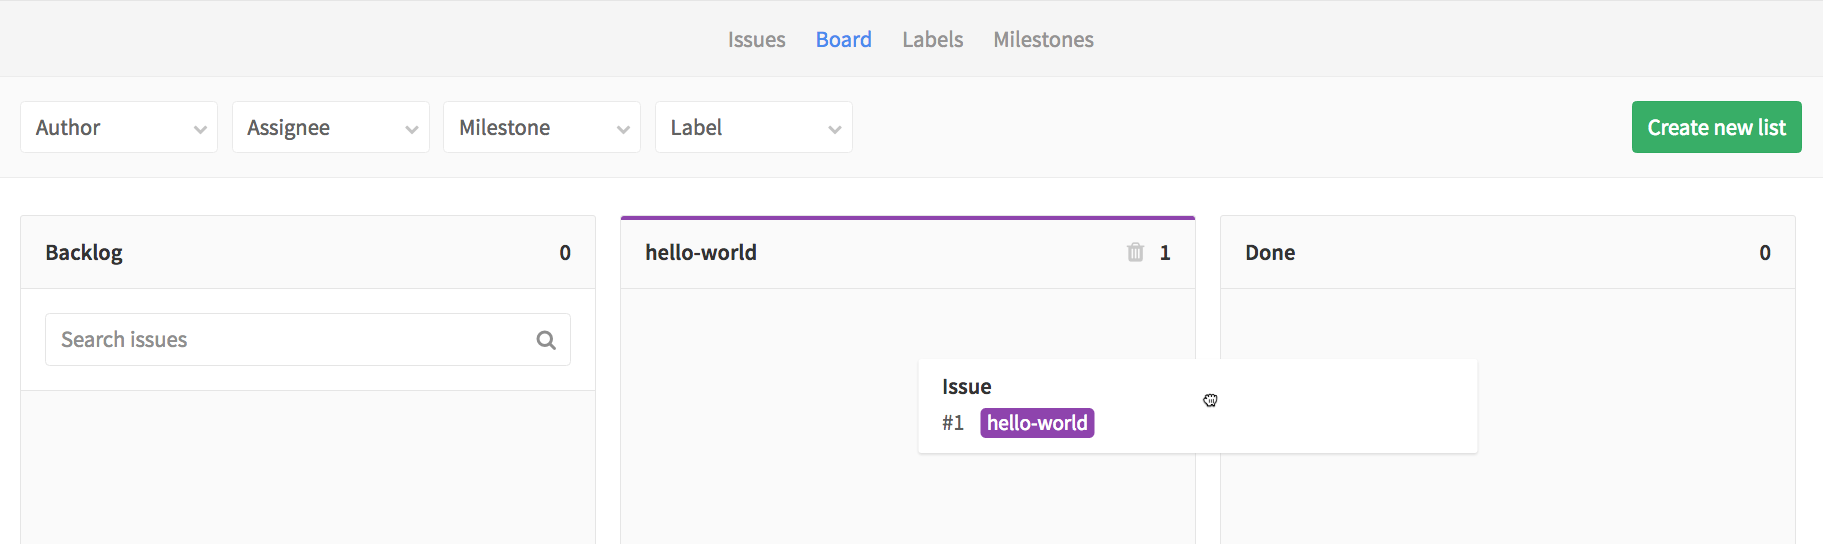 Issues Board Labels Milestones
Author Assignee Milestone Label Create new list
Backlog 0 hello-world 1 Done 0
Search issues
Issue
#1 hello-world